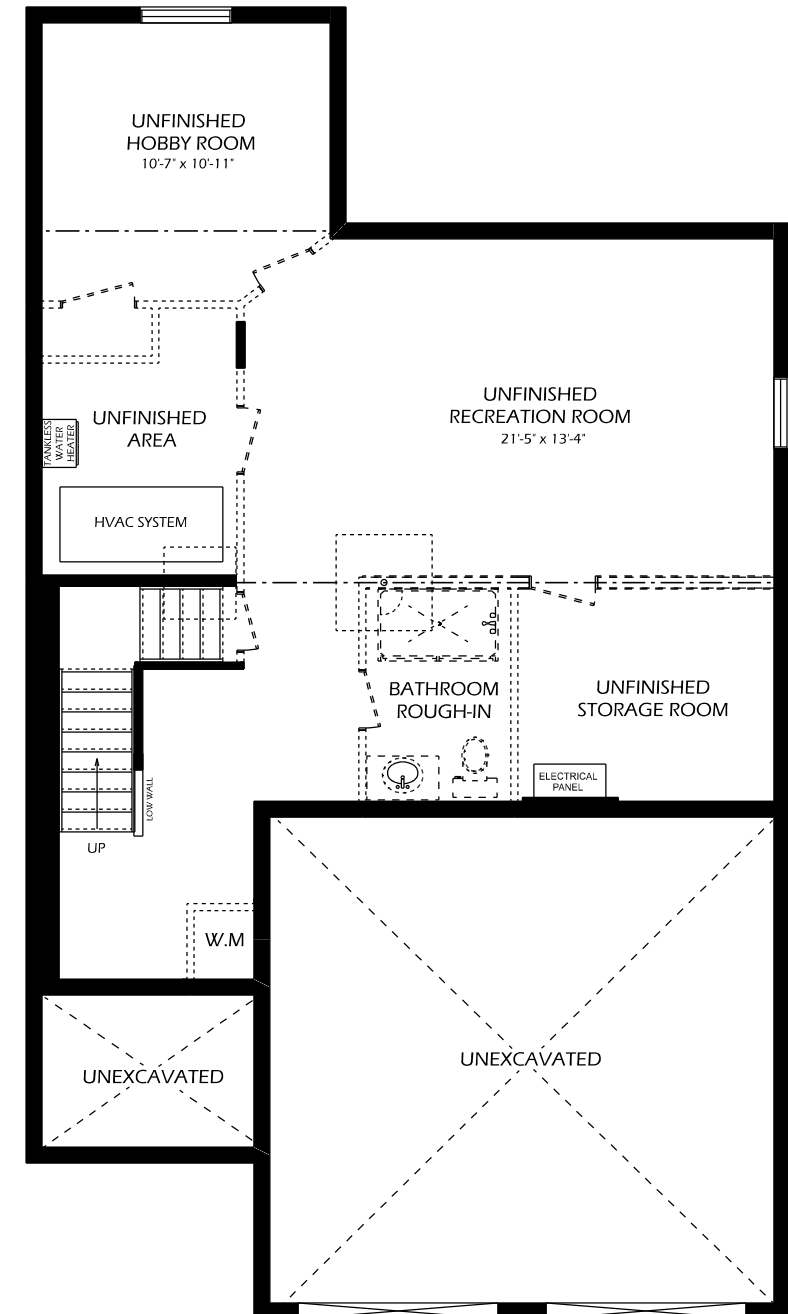 UNFINISHED
HOBBY ROOM
10'-7" x 10'-11"
UNFINISHED
RECREATION ROOM
21'-5" x 13'-4"
UNFINISHED
AREA
TANKLESS
WATER
HEATER
HVAC SYSTEM
BATHROOM
ROUGH-IN
UNFINISHED
STORAGE ROOM
ELECTRICAL
PANEL
LOW WALL
UP
W.M
UNEXCAVATED
UNEXCAVATED